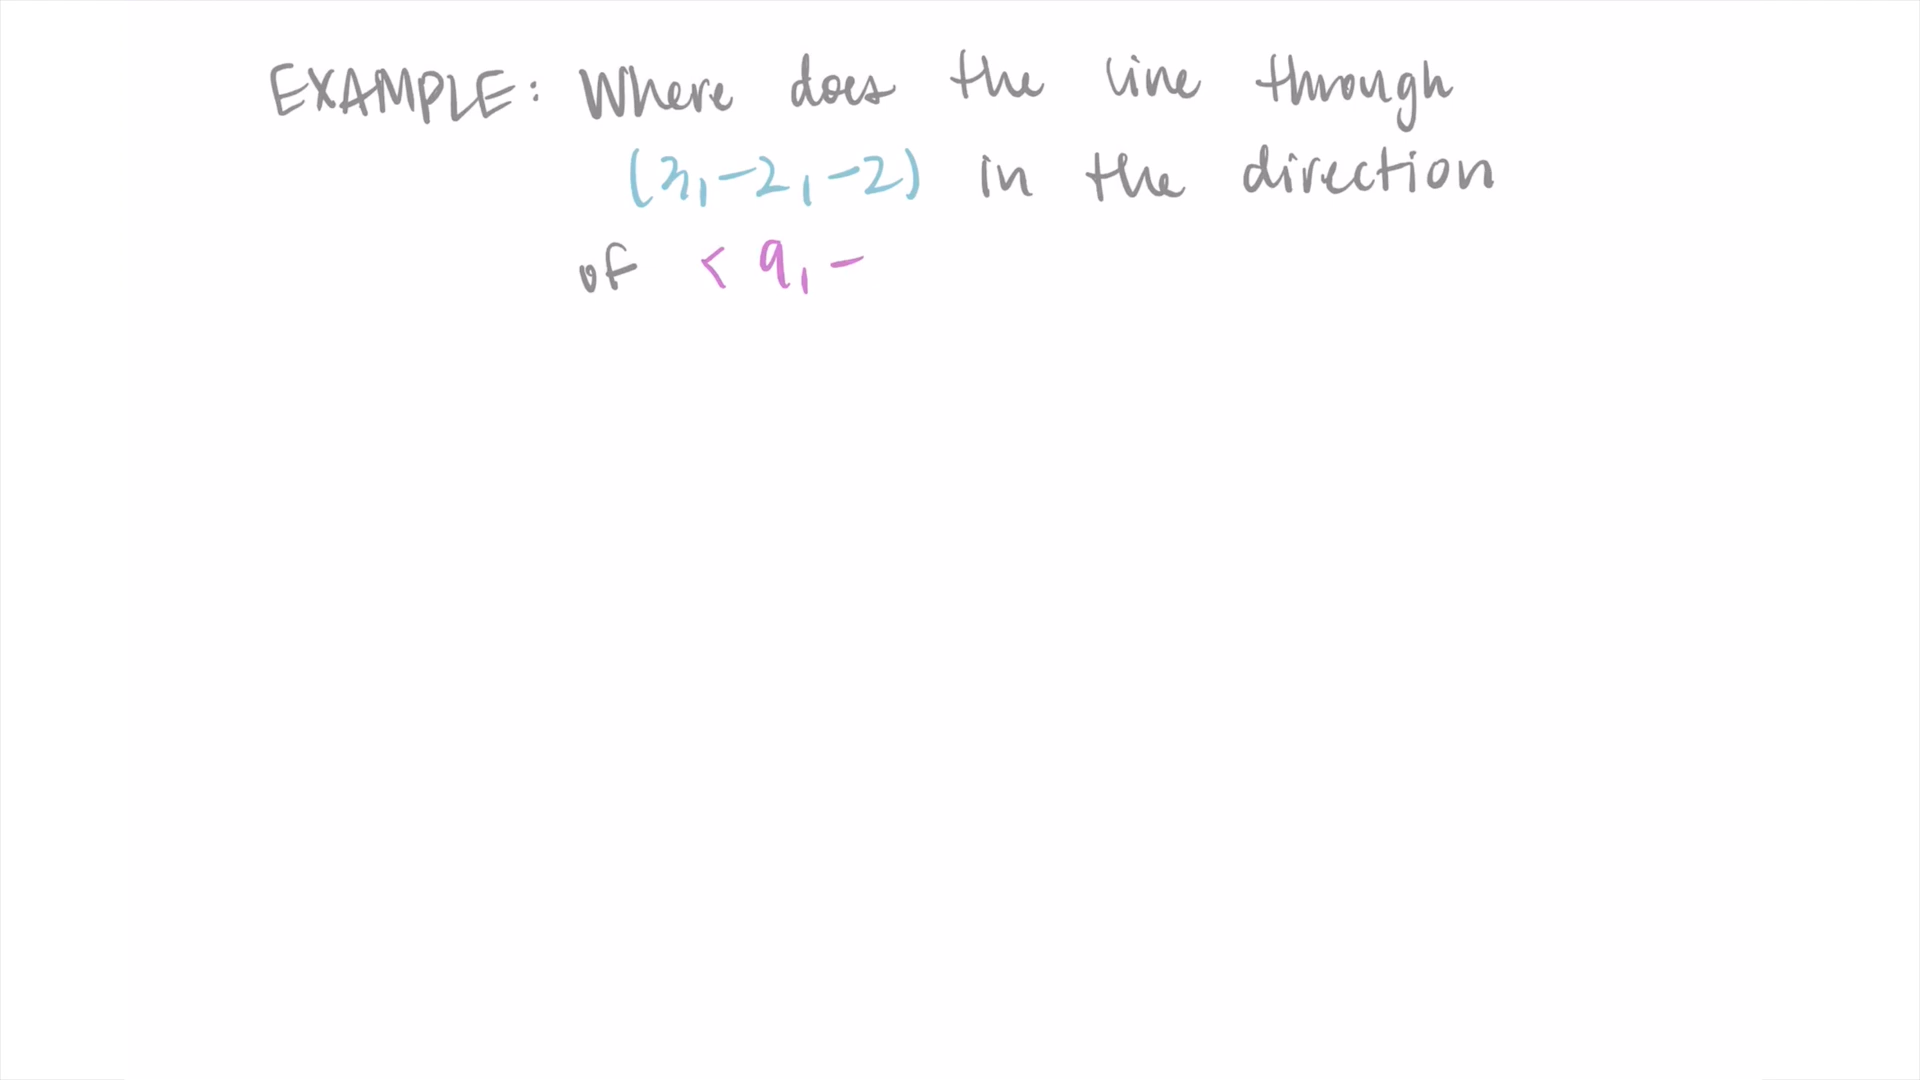 EXAMPLE: Where does the line through
(3,-2,-2) in the direction
of < 9, -